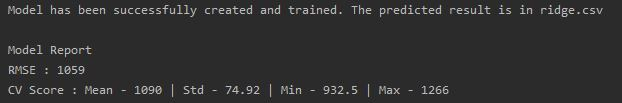 Model has been successfully created and trained. The predicted result is in ridge.csv
Model Report
RMSE : 1059
CV Score : Mean - 1090 | Std - 74.92 | Min - 932.5 | Max - 1266